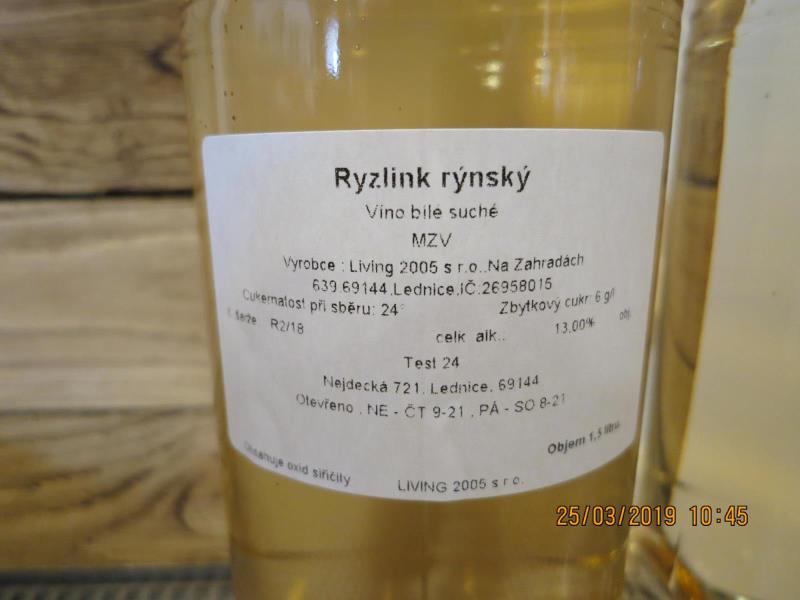 Ryzlink rýnský
Víno bílé suché
MZV
Vyrobce : Living 2005 s r.o..Na Zahradách
639.69144.Lednice.IČ.26958015
Cukernatost při sběru: 24° Zbytkový cukr: 6 g/l
č. šarže R2/18 celk alk.. 13,00% obj.
Test 24
Nejdecká 721, Lednice, 69144
Otevřeno . NE - ČT 9-21 , PÁ - SO 8-21
Obsahuje oxid siřičitý LIVING 2005 s r o. Objem 1,5 litru
25/03/2019 10:45